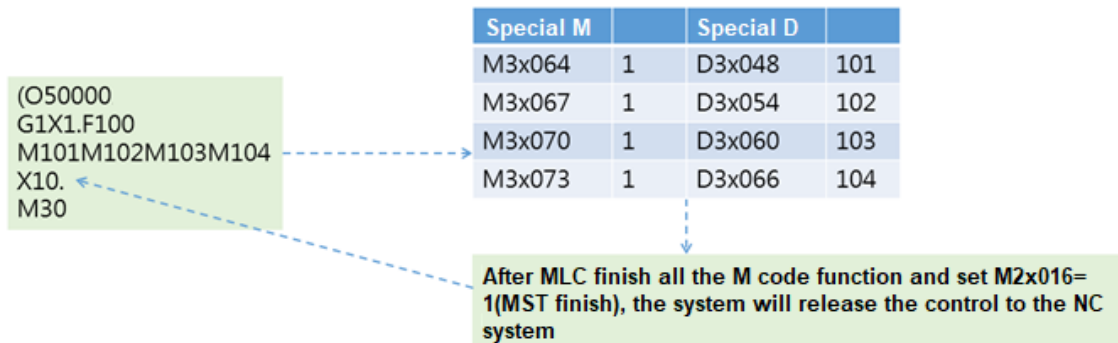 Special M Special D
M3x064 1 D3x048 101
M3x067 1 D3x054 102
M3x070 1 D3x060 103
M3x073 1 D3x066 104
(O50000
G1X1.F100
M101M102M103M104
X10.
M30
After MLC finish all the M code function and set M2x016=
1(MST finish), the system will release the control to the NC
system